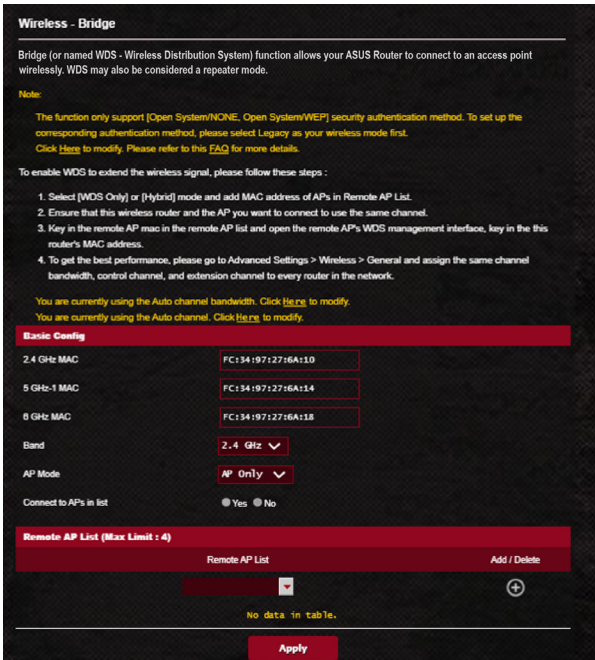 Wireless - Bridge
Bridge (or named WDS - Wireless Distribution System) function allows your ASUS Router to connect to an access point
wirelessly. WDS may also be considered a repeater mode.
Note:
The function only support [Open System/NONE, Open System/WEP] security authentication method. To set up the
corresponding authentication method, please select Legacy as your wireless mode first.
Click Here to modify. Please refer to this FAQ for more details.
To enable WDS to extend the wireless signal, please follow these steps :
1. Select [WDS Only] or [Hybrid] mode and add MAC address of APs in Remote AP List.
2. Ensure that this wireless router and the AP you want to connect to use the same channel.
3. Key in the remote AP mac in the remote AP list and open the remote AP's WDS management interface, key in the this
router's MAC address.
4. To get the best performance, please go to Advanced Settings > Wireless > General and assign the same channel
bandwidth, control channel, and extension channel to every router in the network.
You are currently using the Auto channel bandwidth. Click Here to modify.
You are currently using the Auto channel. Click Here to modify.
Basic Config
2.4 GHz MAC FC:34:97:27:6A:10
5 GHz-1 MAC FC:34:97:27:6A:14
6 GHz MAC FC:34:97:27:6A:18
Band 2.4 GHz
AP Mode AP Only
Connect to APs in list Yes No
Remote AP List (Max Limit : 4)
Remote AP List Add / Delete
No data in table.
Apply